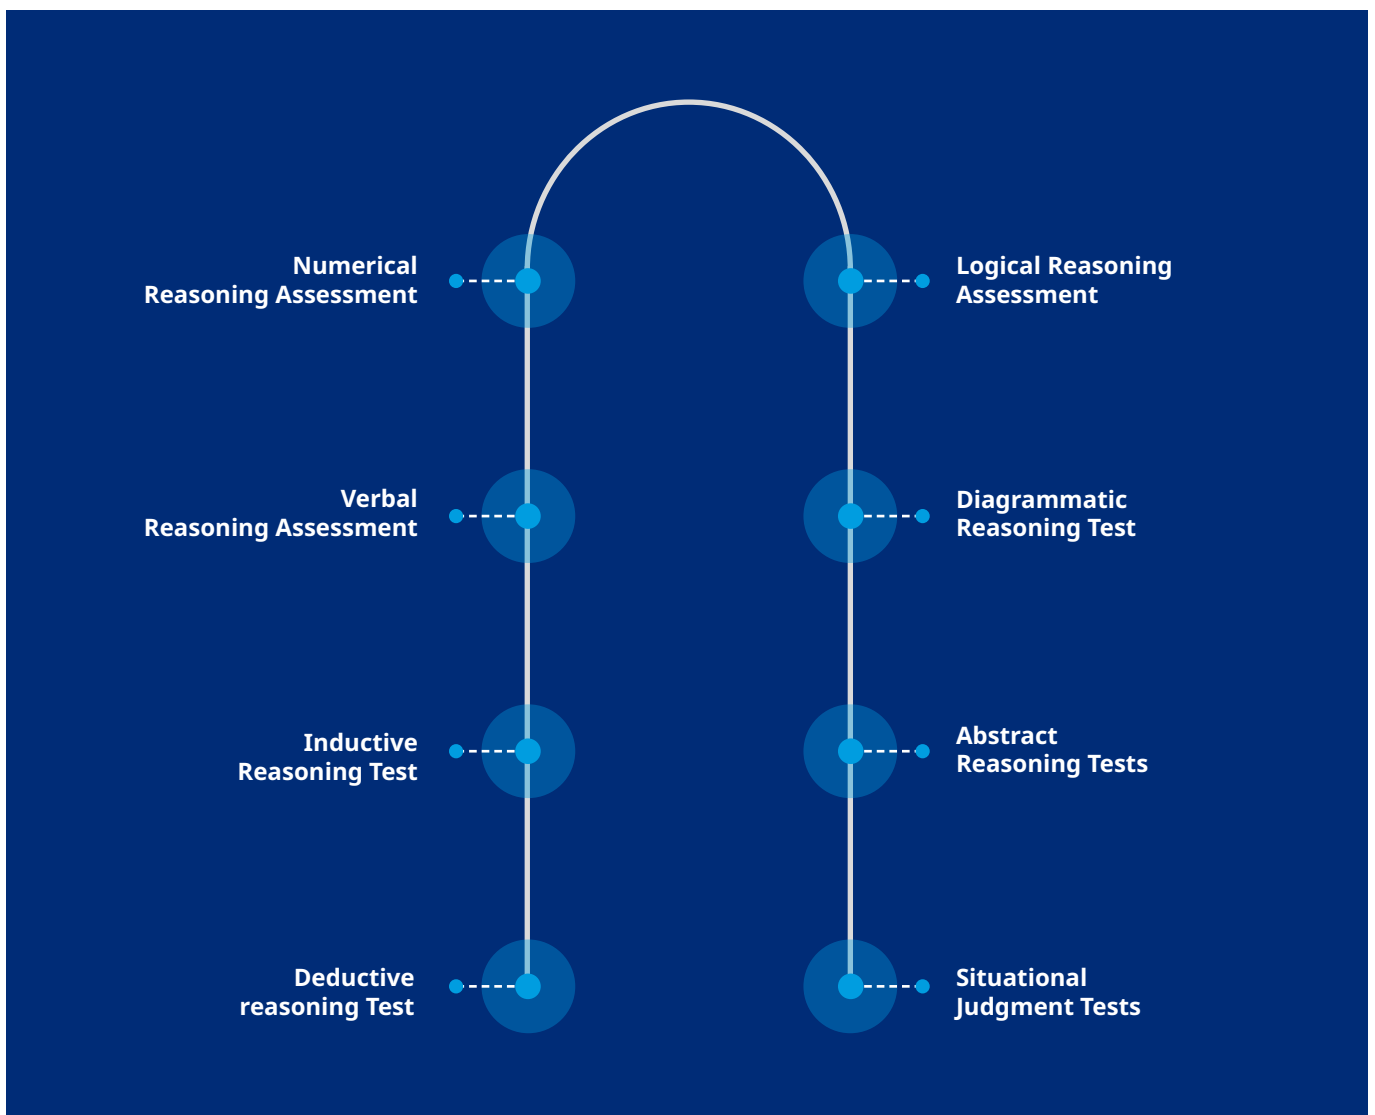 Numerical
Reasoning Assessment
Verbal
Reasoning Assessment
Inductive
Reasoning Test
Deductive
reasoning Test
Logical Reasoning
Assessment
Diagrammatic
Reasoning Test
Abstract
Reasoning Tests
Situational
Judgment Tests